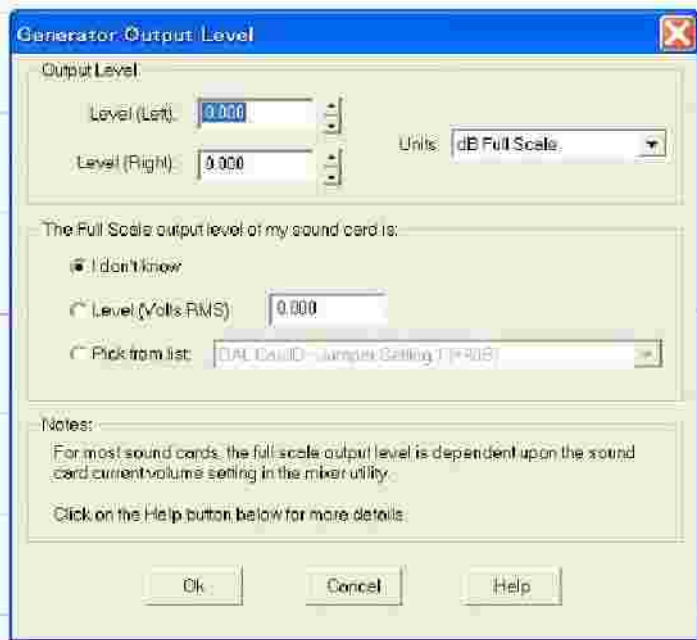 Generator Output Level
Output Level
Level (Left): 0.000
Level (Right): 0.000
Units dB Full Scale
The Full Scale output level of my sound card is:
I don't know
Level (Volts RMS) 0.000
Pick from list: Jumper Setting 1
Notes:
For most sound cards, the full scale output level is dependent upon the sound
card current volume setting in the mixer utility
Click on the Help button below for more details
Ok
Cancel
Help